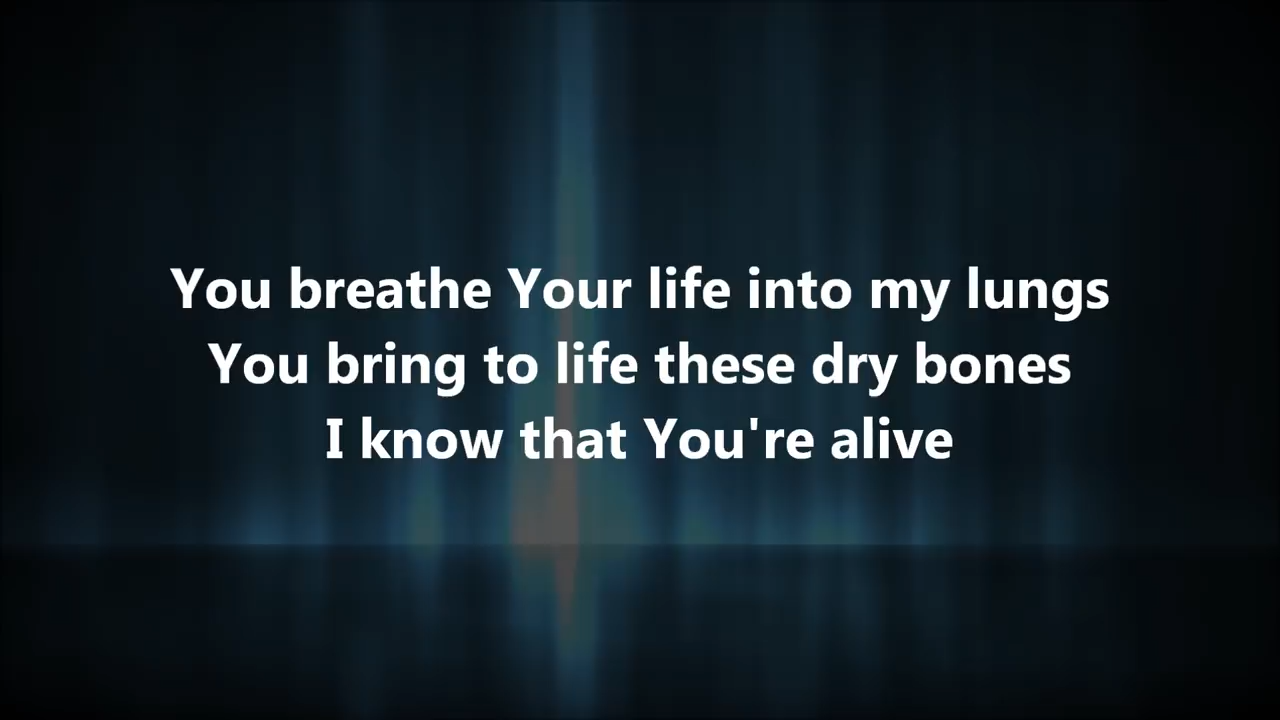 You breathe Your life into my lungs
You bring to life these dry bones
I know that You're alive